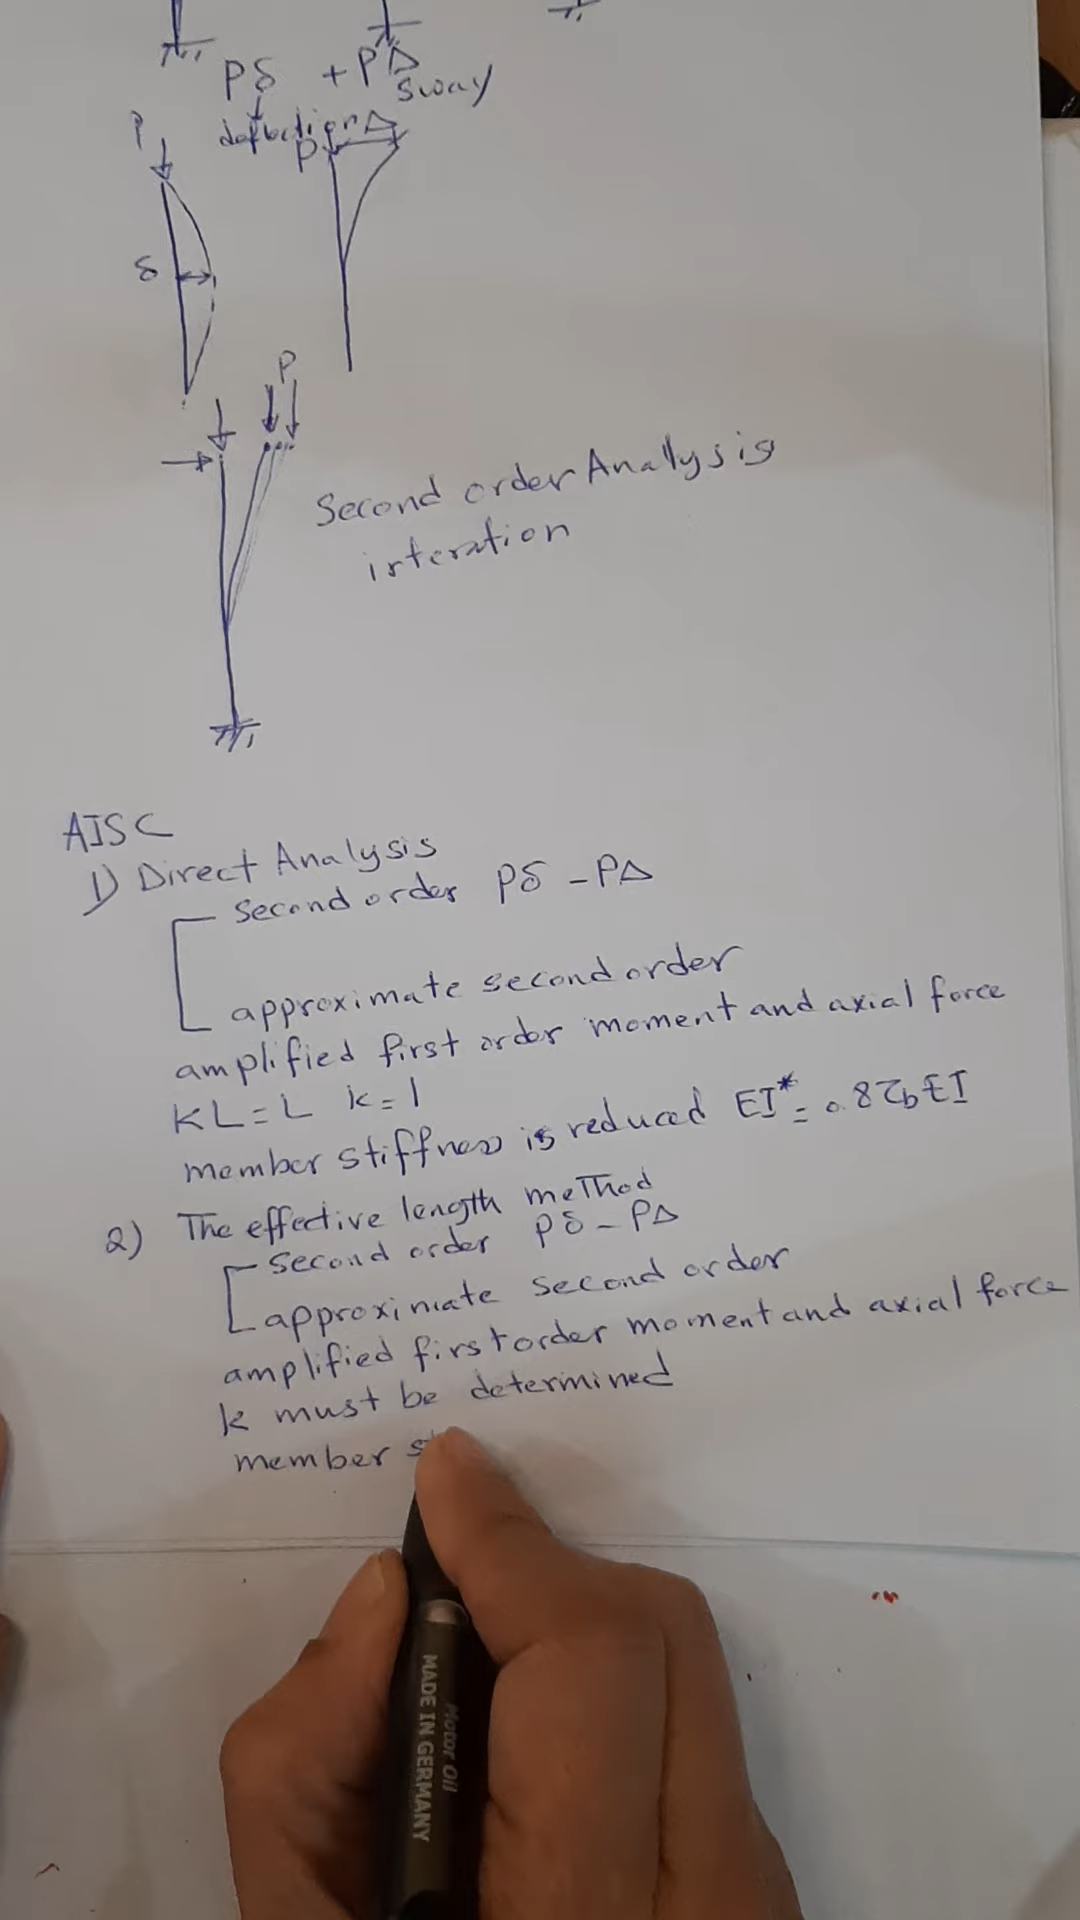 Pδ + PΔ
sway
deflection Δ
P
P
δ
P
Second order Analysis
irteration
AISC
1) Direct Analysis
second order Pδ - PΔ
approximate second order
amplified first order moment and axial force
KL = L k = 1
member stiffness is reduced EI* = 0.8τbEI
2) The effective length method
second order Pδ - PΔ
approximate second order
amplified first order moment and axial force
k must be determined
member s
Motor Oil
MADE IN GERMANY